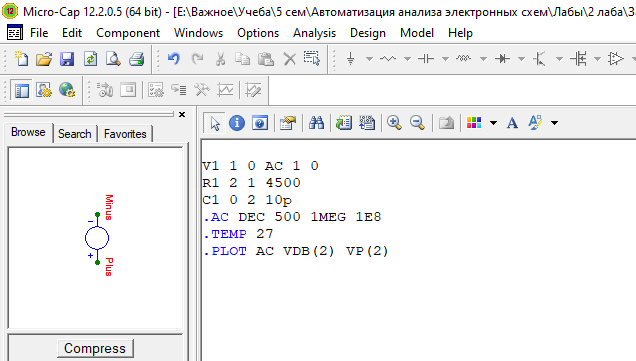 Micro-Cap 12.2.0.5 (64 bit) - [E:\Важное\Учеба\5 сем\Автоматизация анализа электронных схем\Лабы\2 лаба\З
File Edit Component Windows Options Analysis Design Model Help
Browse Search Favorites
Minus
Plus
Compress
V1 1 0 AC 1 0
R1 2 1 4500
C1 0 2 10p
.AC DEC 500 1MEG 1E8
.TEMP 27
.PLOT AC VDB(2) VP(2)